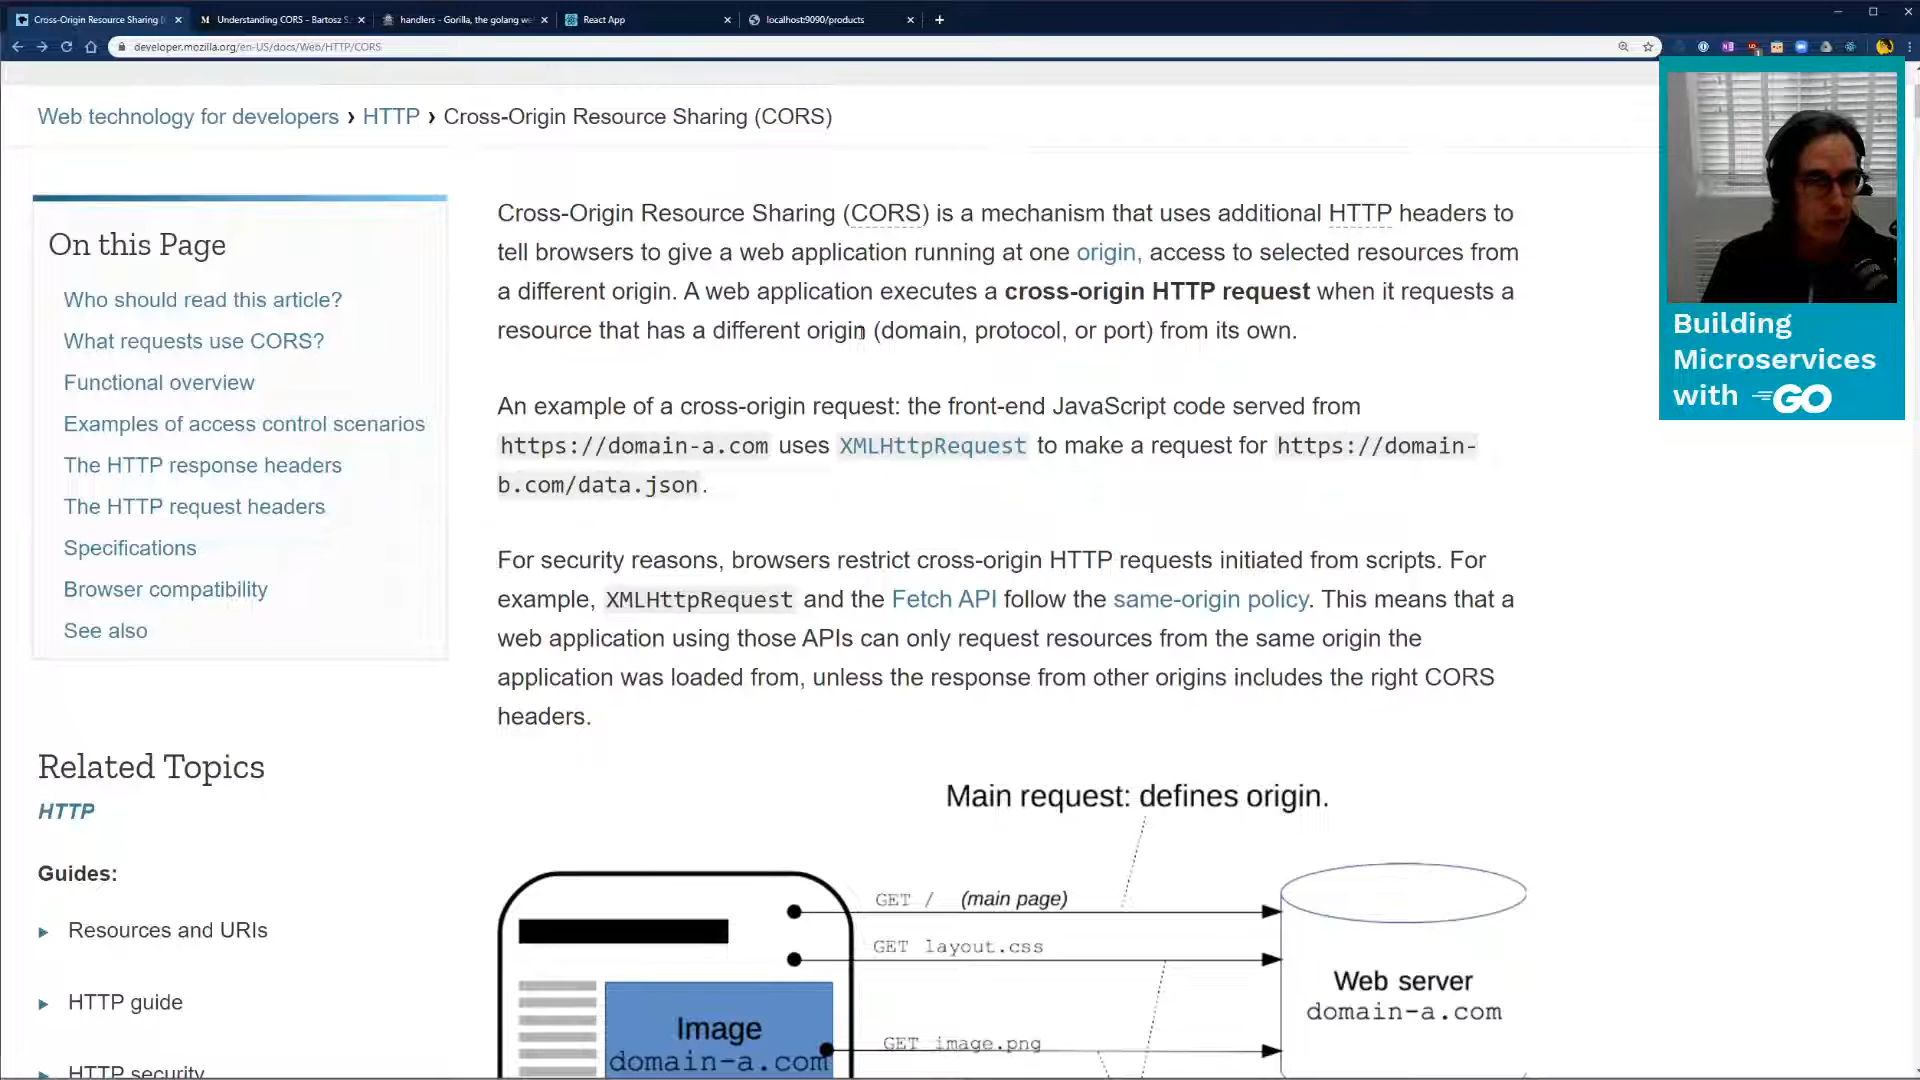 Cross-Origin Resource Sharing (
Understanding CORS – Bartosz S
handlers - Gorilla, the golang we
React App
localhost:9090/products
developer.mozilla.org/en-US/docs/Web/HTTP/CORS
Web technology for developers › HTTP › Cross-Origin Resource Sharing (CORS)
On this Page
Who should read this article?
What requests use CORS?
Functional overview
Examples of access control scenarios
The HTTP response headers
The HTTP request headers
Specifications
Browser compatibility
See also
Related Topics
HTTP
Guides:
Resources and URIs
HTTP guide
HTTP security
Cross-Origin Resource Sharing (CORS) is a mechanism that uses additional HTTP headers to
tell browsers to give a web application running at one origin, access to selected resources from
a different origin. A web application executes a cross-origin HTTP request when it requests a
resource that has a different origin (domain, protocol, or port) from its own.
An example of a cross-origin request: the front-end JavaScript code served from
https://domain-a.com uses XMLHttpRequest to make a request for https://domain-
b.com/data.json.
For security reasons, browsers restrict cross-origin HTTP requests initiated from scripts. For
example, XMLHttpRequest and the Fetch API follow the same-origin policy. This means that a
web application using those APIs can only request resources from the same origin the
application was loaded from, unless the response from other origins includes the right CORS
headers.
Main request: defines origin.
GET / (main page)
GET layout.css
GET image.png
Image
domain-a.com
Web server
domain-a.com
Building
Microservices
with GO